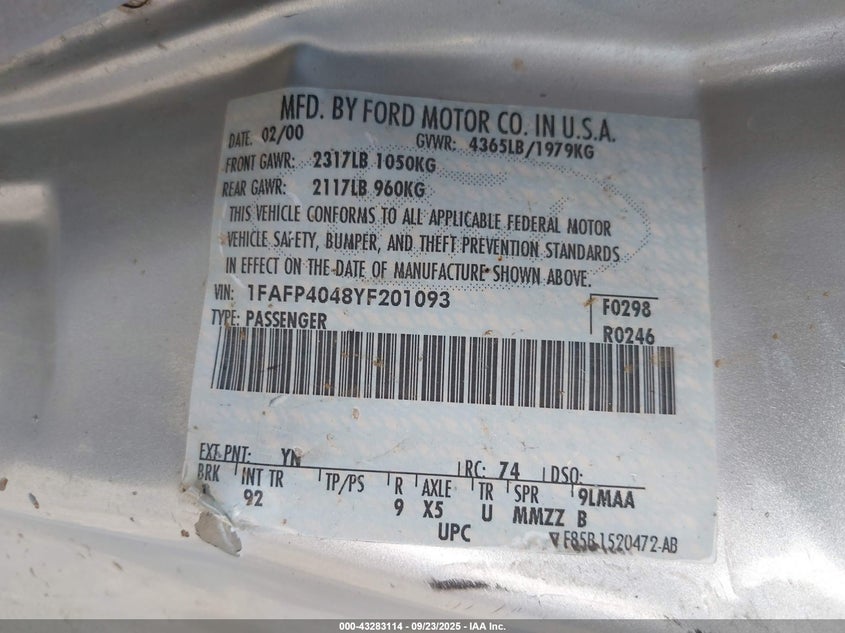 MFD. BY FORD MOTOR CO. IN U.S.A.
DATE: 02/00 GVWR: 4365LB/1979KG
FRONT GAWR: 2317LB 1050KG
REAR GAWR: 2117LB 960KG
THIS VEHICLE CONFORMS TO ALL APPLICABLE FEDERAL MOTOR
VEHICLE SAFETY, BUMPER, AND THEFT PREVENTION STANDARDS
IN EFFECT ON THE DATE OF MANUFACTURE SHOWN ABOVE.
VIN: 1FAFP4048YF201093 F0298
TYPE: PASSENGER R0246
EXT PNT: YN RC: 74 DSO:
BRK INT TR TP/PS R AXLE TR SPR 9LMAA
92 9 X5 U MMZZ B
UPC
F85B 1520472-AB
000-43283114 - 09/23/2025 - IAA Inc.